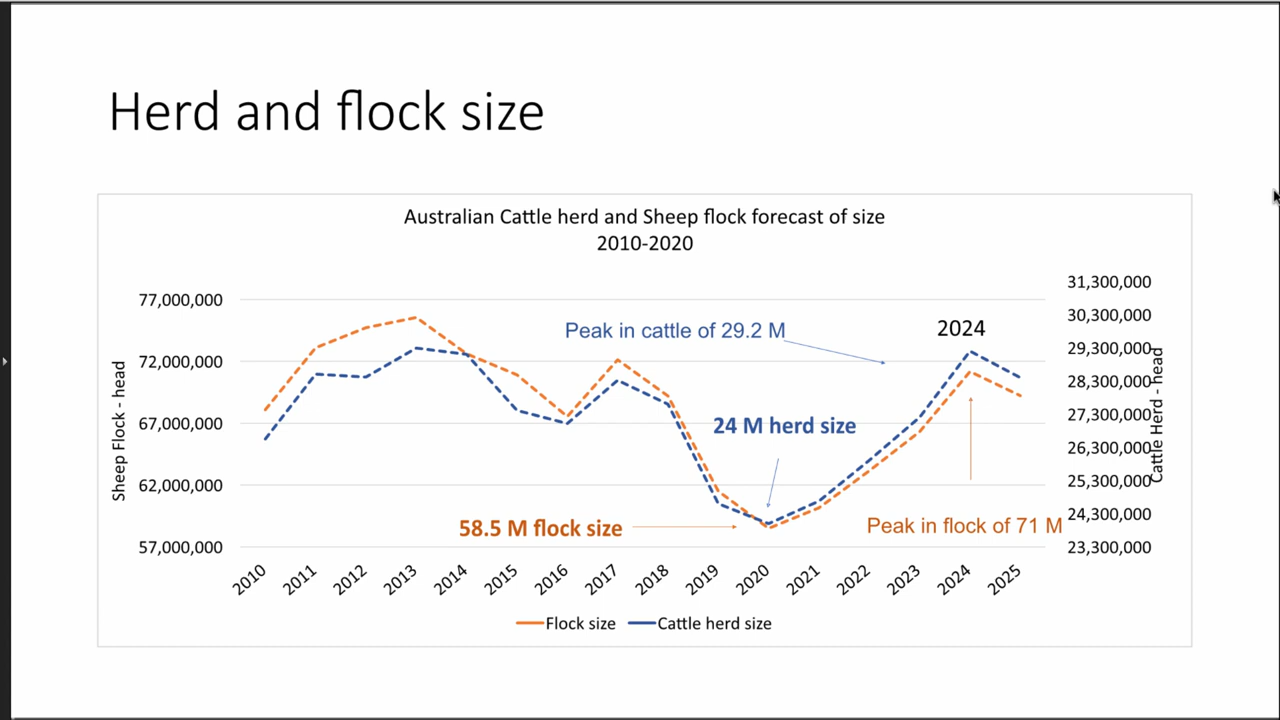 Herd and flock size
Australian Cattle herd and Sheep flock forecast of size
2010-2020
Sheep Flock - head
77,000,000
72,000,000
67,000,000
62,000,000
57,000,000
Peak in cattle of 29.2 M
2024
24 M herd size
58.5 M flock size
Peak in flock of 71 M
31,300,000
30,300,000
29,300,000
28,300,000
27,300,000
26,300,000
25,300,000
24,300,000
23,300,000
Cattle Herd - head
2010 2011 2012 2013 2014 2015 2016 2017 2018 2019 2020 2021 2022 2023 2024 2025
Flock size Cattle herd size